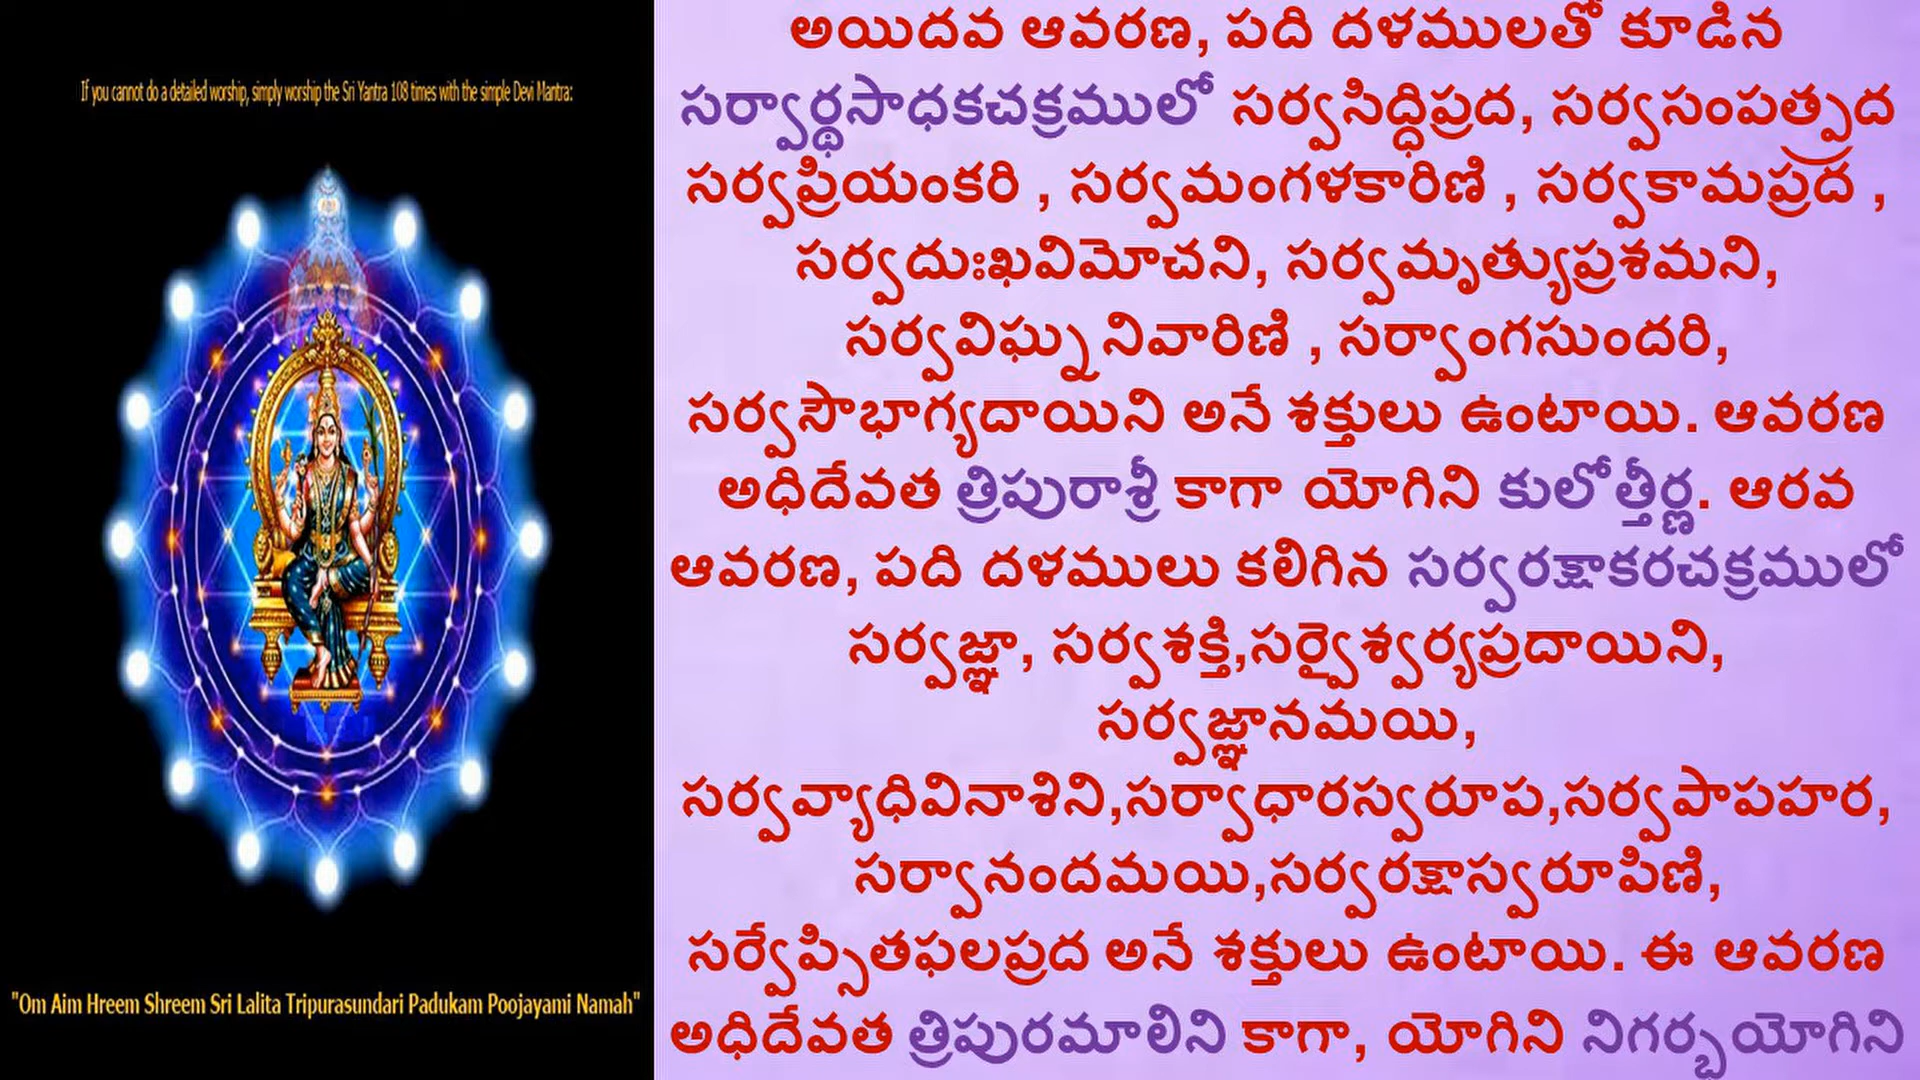 If you cannot do a detailed worship, simply worship the Sri Yantra 108 times with the simple Devi Mantra:
"Om Aim Hreem Shreem Sri Lalita Tripurasundari Padukam Poojayami Namah"
అయిదవ ఆవరణ, పది దళములతో కూడిన
సర్వార్థసాధకచక్రములో సర్వసిద్ధిప్రద, సర్వసంపత్ప్రద
సర్వప్రియంకరి , సర్వమంగళకారిణి , సర్వకామప్రద ,
సర్వదుఃఖవిమోచని, సర్వమృత్యుప్రశమని,
సర్వవిఘ్ననివారిణి , సర్వాంగసుందరి,
సర్వసౌభాగ్యదాయిని అనే శక్తులు ఉంటాయి. ఆవరణ
అధిదేవత త్రిపురాశ్రీ కాగా యోగిని కులోత్తీర్ణ. ఆరవ
ఆవరణ, పది దళములు కలిగిన సర్వరక్షాకరచక్రములో
సర్వజ్ఞా, సర్వశక్తి,సర్వైశ్వర్యప్రదాయిని,
సర్వజ్ఞానమయి,
సర్వవ్యాధివినాశిని,సర్వాధారస్వరూప,సర్వపాపహర,
సర్వానందమయి,సర్వరక్షాస్వరూపిణి,
సర్వేప్సితఫలప్రద అనే శక్తులు ఉంటాయి. ఈ ఆవరణ
అధిదేవత త్రిపురమాలిని కాగా, యోగిని నిగర్భయోగిని